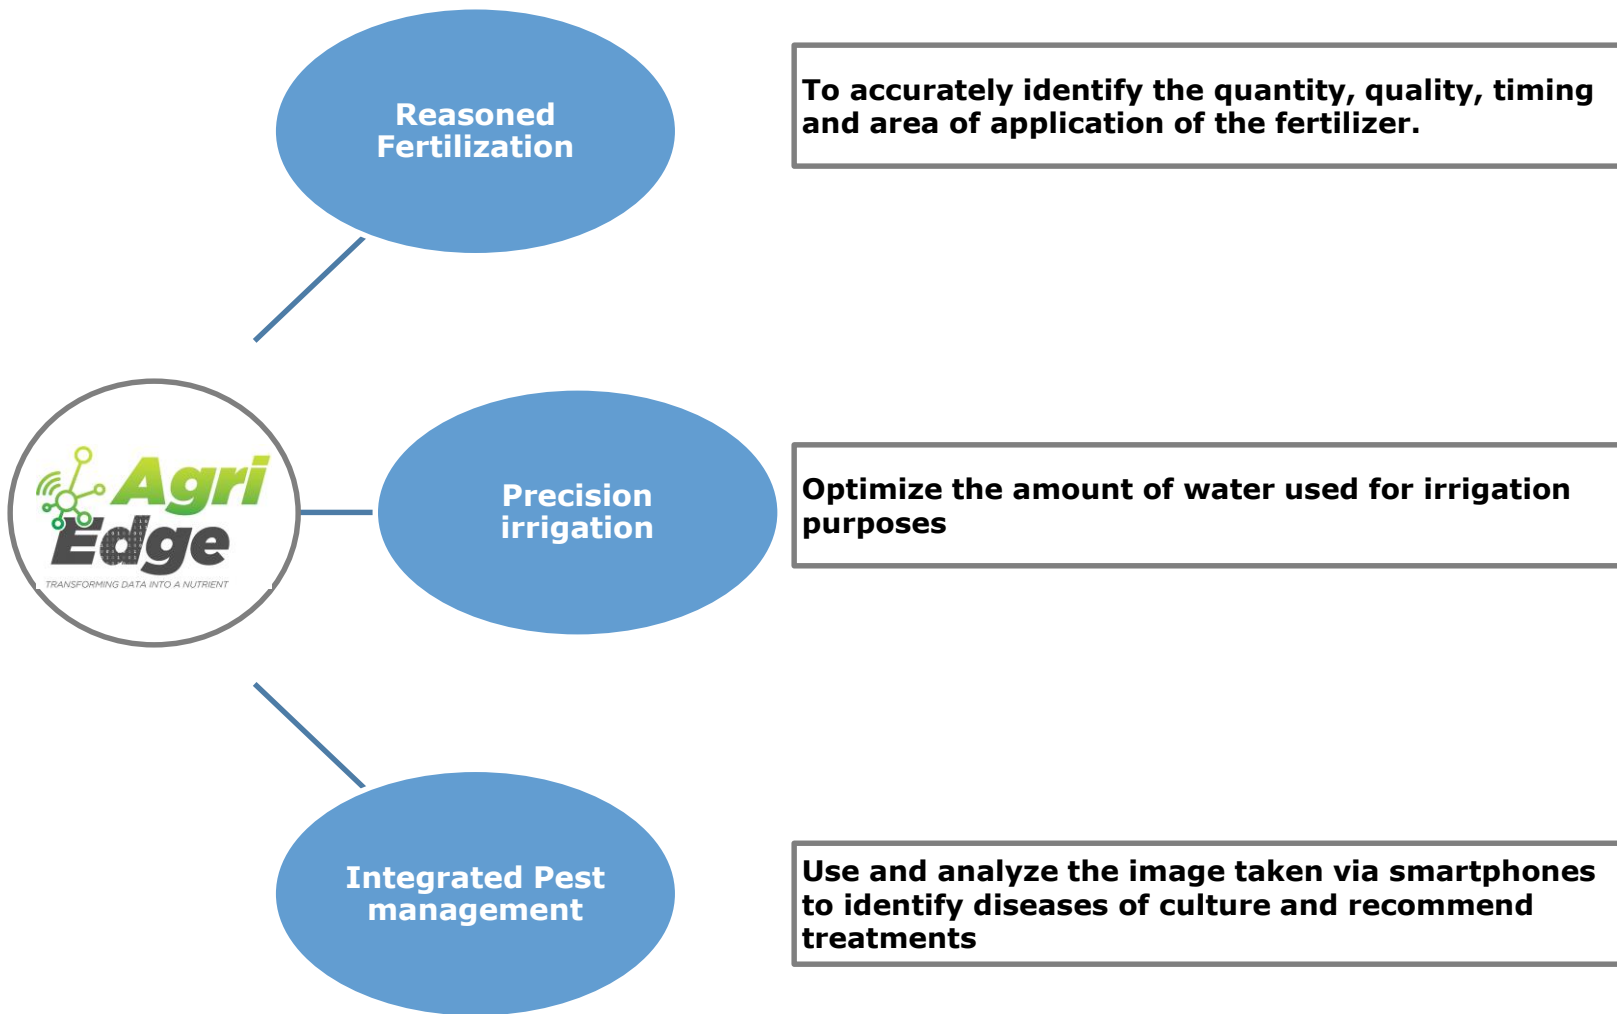 Reasoned
Fertilization
To accurately identify the quantity, quality, timing
and area of application of the fertilizer.
Agri
Edge
TRANSFORMING DATA INTO A NUTRIENT
Precision
irrigation
Optimize the amount of water used for irrigation
purposes
Integrated Pest
management
Use and analyze the image taken via smartphones
to identify diseases of culture and recommend
treatments